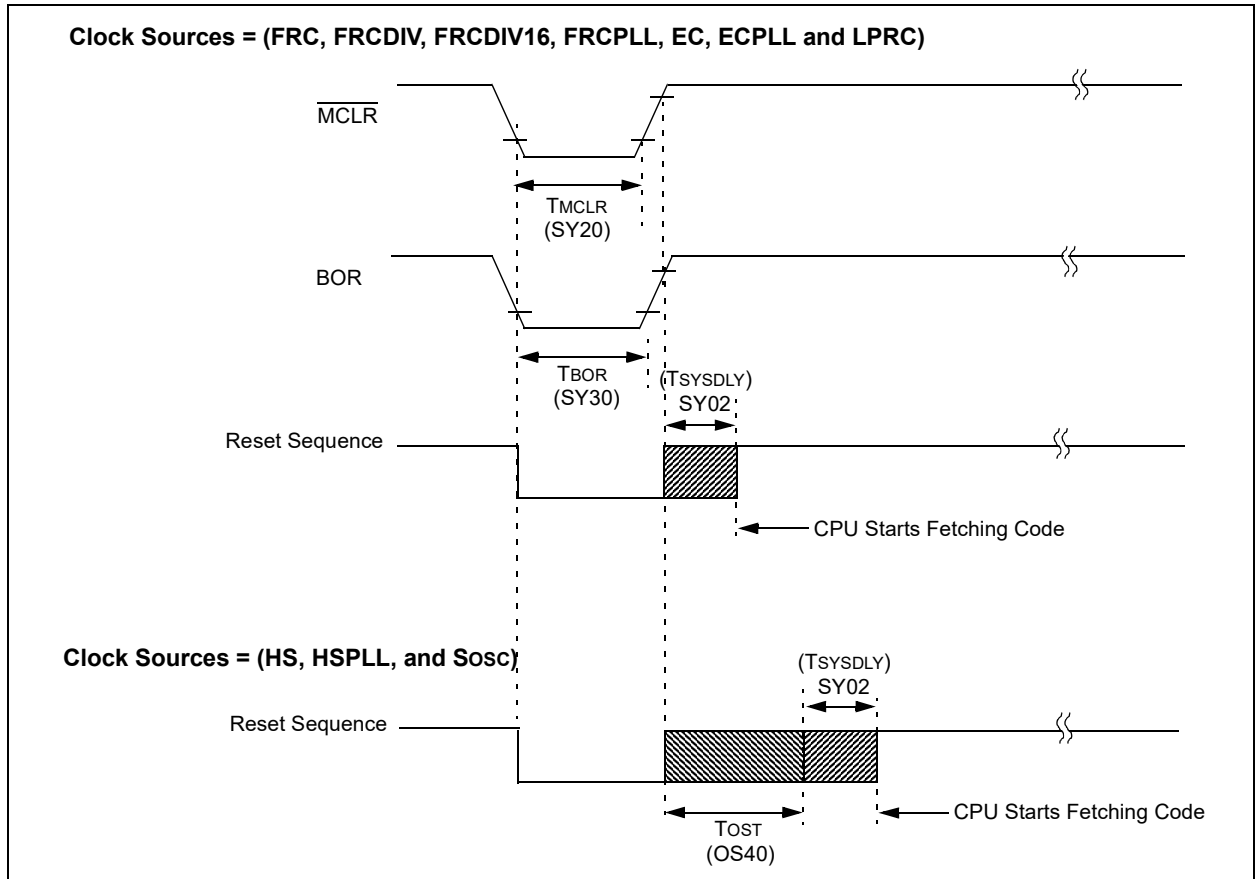 Clock Sources = (FRC, FRCDIV, FRCDIV16, FRCPLL, EC, ECPLL and LPRC)
MCLR
TMCLR
(SY20)
BOR
TBOR
(SY30)
(TSYSDLY)
SY02
Reset Sequence
CPU Starts Fetching Code
Clock Sources = (HS, HSPLL, and SOSC)
(TSYSDLY)
SY02
Reset Sequence
CPU Starts Fetching Code
TOST
(OS40)